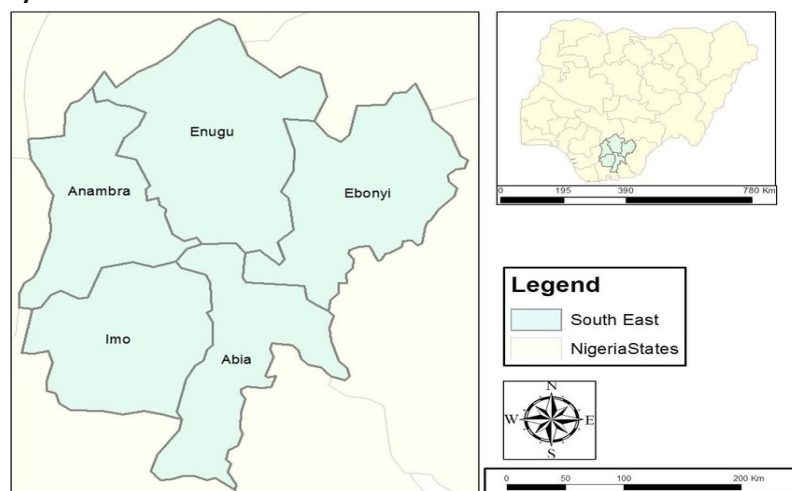 Enugu
Anambra
Ebonyi
Imo
Abia
0 195 390 780 Km
Legend
South East
NigeriaStates
N
W E
S
0 50 100 200 Km